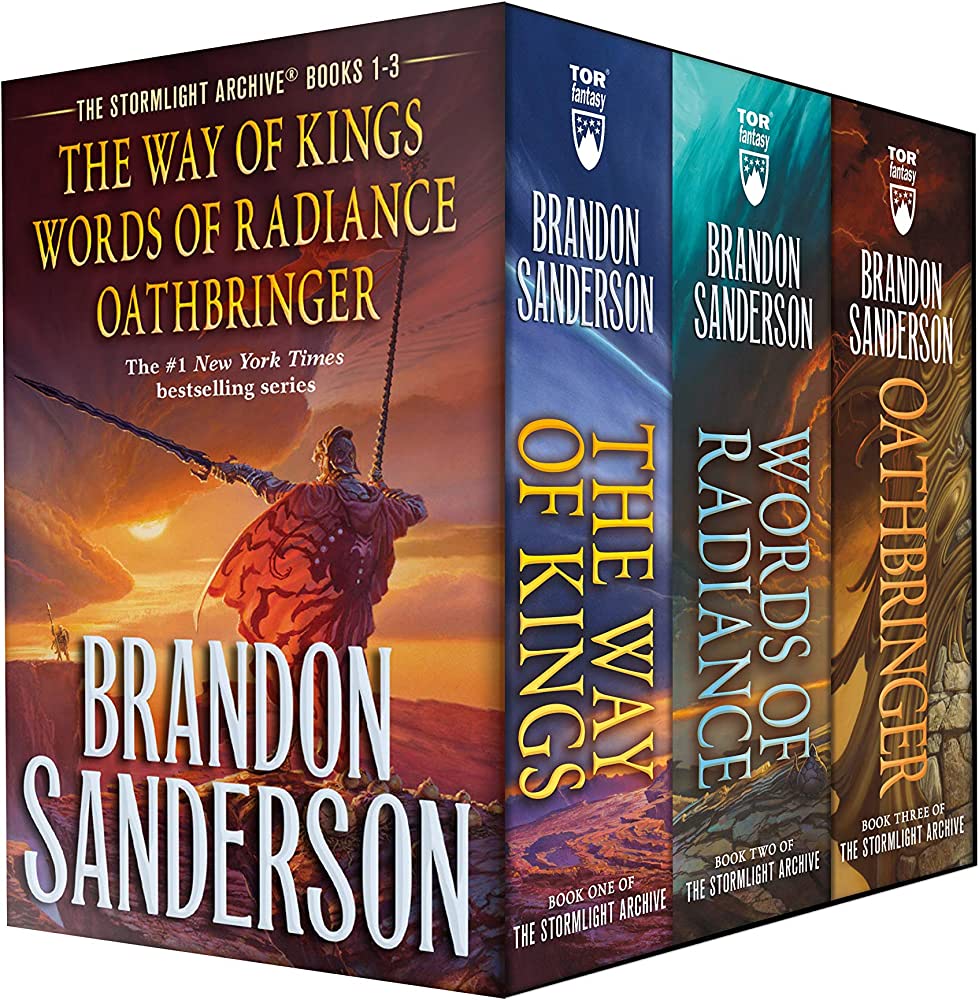 THE STORMLIGHT ARCHIVE® BOOKS 1-3
THE WAY OF KINGS
WORDS OF RADIANCE
OATHBRINGER
The #1 New York Times
bestselling series
BRANDON
SANDERSON
TOR®
fantasy
BRANDON
SANDERSON
THE WAY
OF KINGS
BOOK ONE OF
THE STORMLIGHT ARCHIVE
TOR®
fantasy
BRANDON
SANDERSON
WORDS OF
RADIANCE
BOOK TWO OF
THE STORMLIGHT ARCHIVE
TOR®
fantasy
BRANDON
SANDERSON
OATHBRINGER
BOOK THREE OF
THE STORMLIGHT ARCHIVE